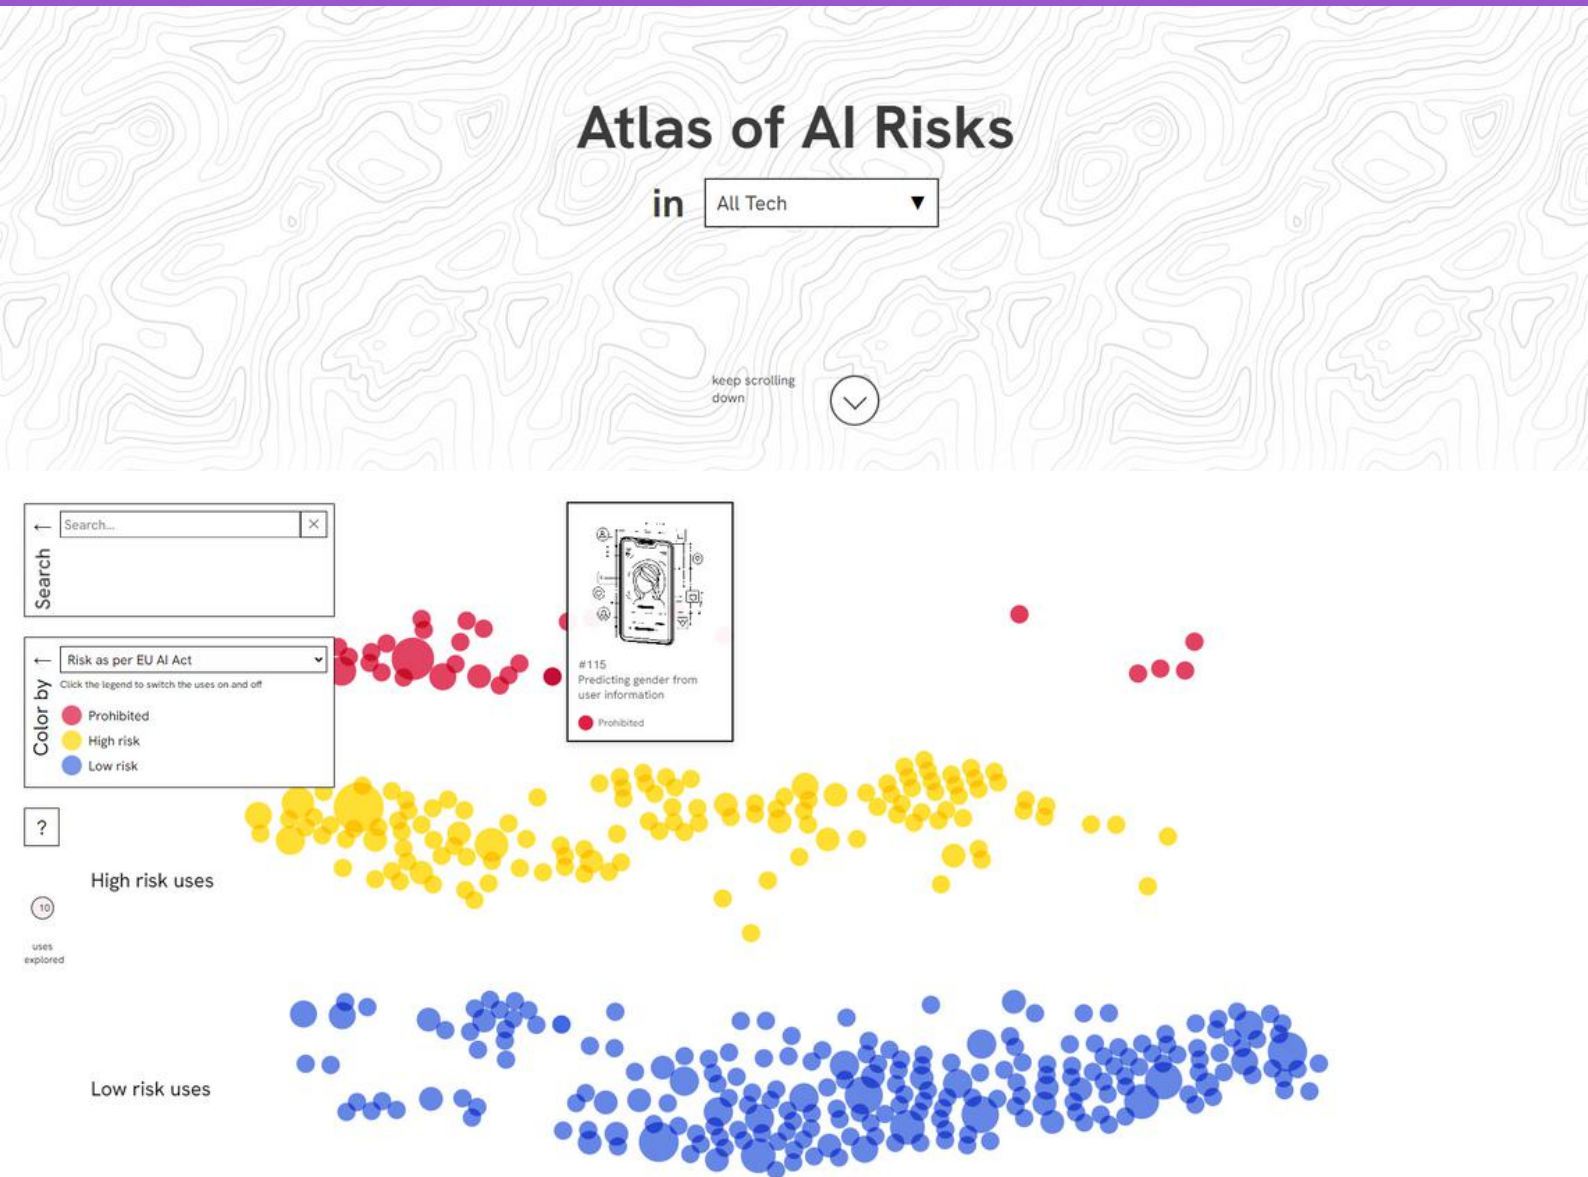 Atlas of AI Risks
in All Tech
keep scrolling
down
Search
Search...
Color by
Risk as per EU AI Act
Click the legend to switch the uses on and off
Prohibited
High risk
Low risk
#115
Predicting gender from
user information
Prohibited
?
10
uses
explored
High risk uses
Low risk uses